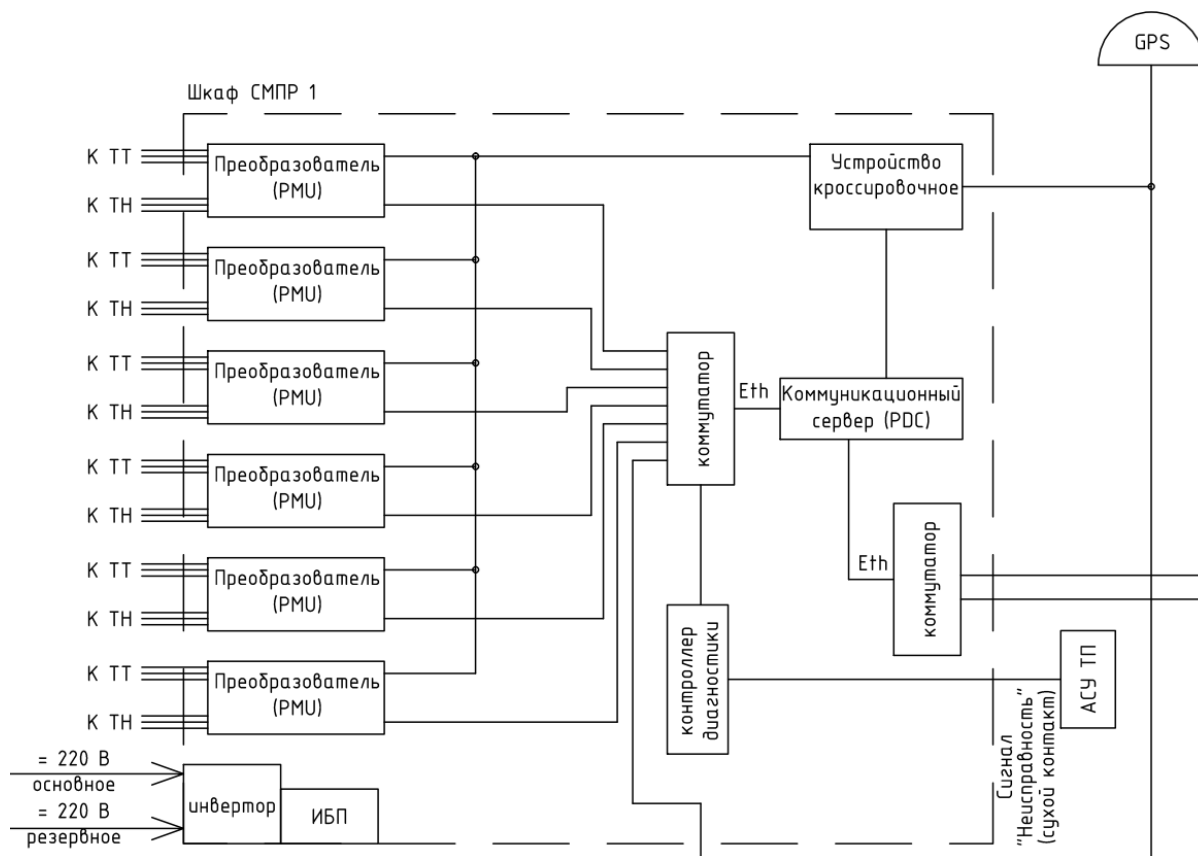 GPS
Шкаф СМПР 1
К ТТ
К ТН
Преобразователь
(PMU)
К ТТ
К ТН
Преобразователь
(PMU)
К ТТ
К ТН
Преобразователь
(PMU)
К ТТ
К ТН
Преобразователь
(PMU)
К ТТ
К ТН
Преобразователь
(PMU)
К ТТ
К ТН
Преобразователь
(PMU)
Устройство
кроссировочное
коммутатор
Eth
Коммуникационный
сервер (PDC)
Eth
коммутатор
контроллер
диагностики
АСУ ТП
Сигнал
"Неисправность"
(сухой контакт)
= 220 В
основное
= 220 В
резервное
инвертор
ИБП